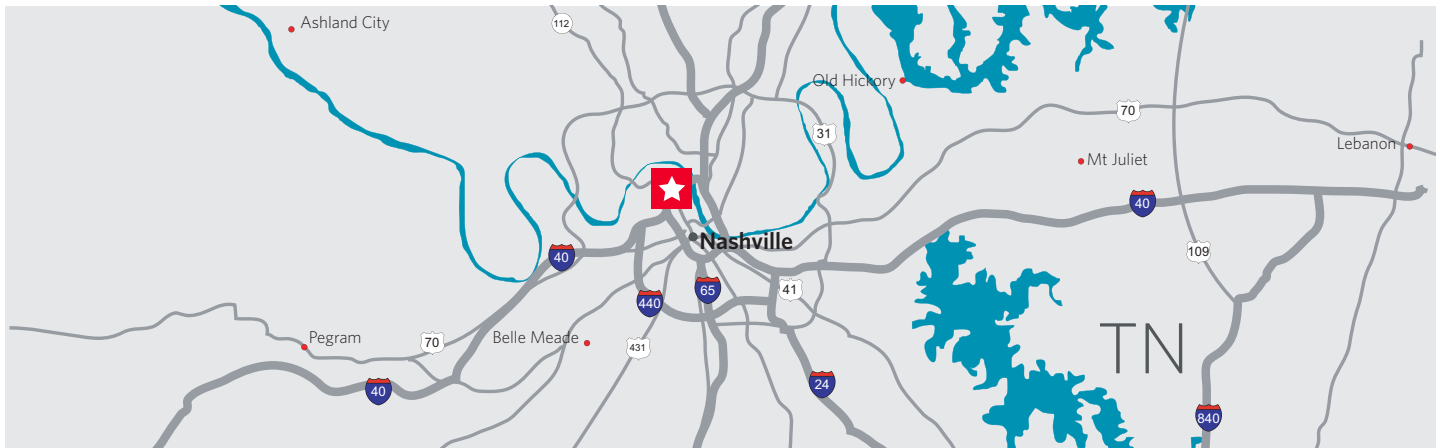 Ashland City
112
Old Hickory
70
31
Lebanon
Mt Juliet
40
Nashville
109
40
65
41
440
TN
Pegram
70
Belle Meade
431
24
40
840